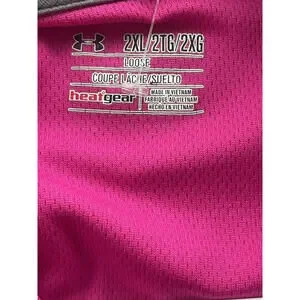 2XL/2TG/2XG
LOOSE
COUPE LÂCHE/SUELTO
heatgear
MADE IN VIETNAM
FABRIQUÉ AU VIETNAM
HECHO EN VIETNAM